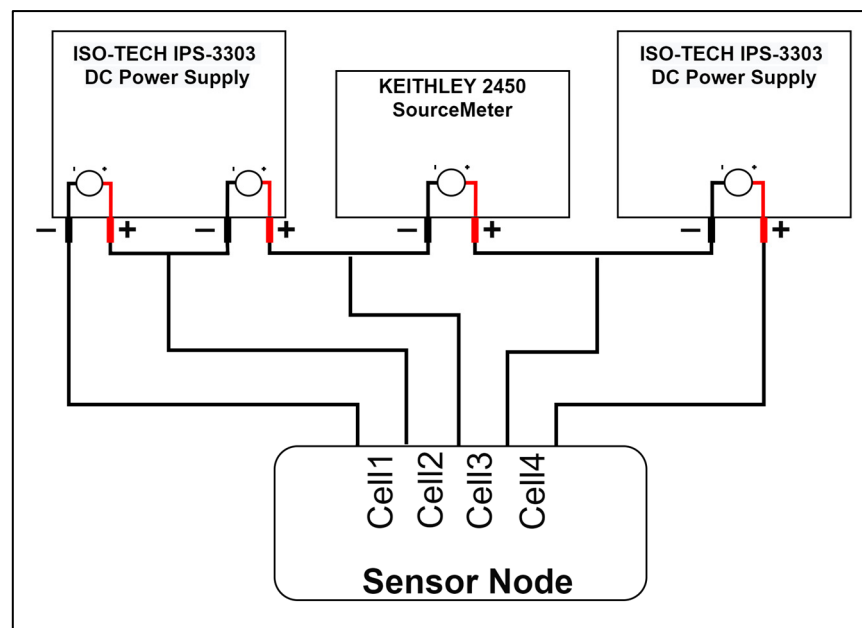 ISO-TECH IPS-3303
DC Power Supply
KEITHLEY 2450
SourceMeter
ISO-TECH IPS-3303
DC Power Supply
- +
- +
- +
- +
− +
− +
− +
− +
Cell1
Cell2
Cell3
Cell4
Sensor Node